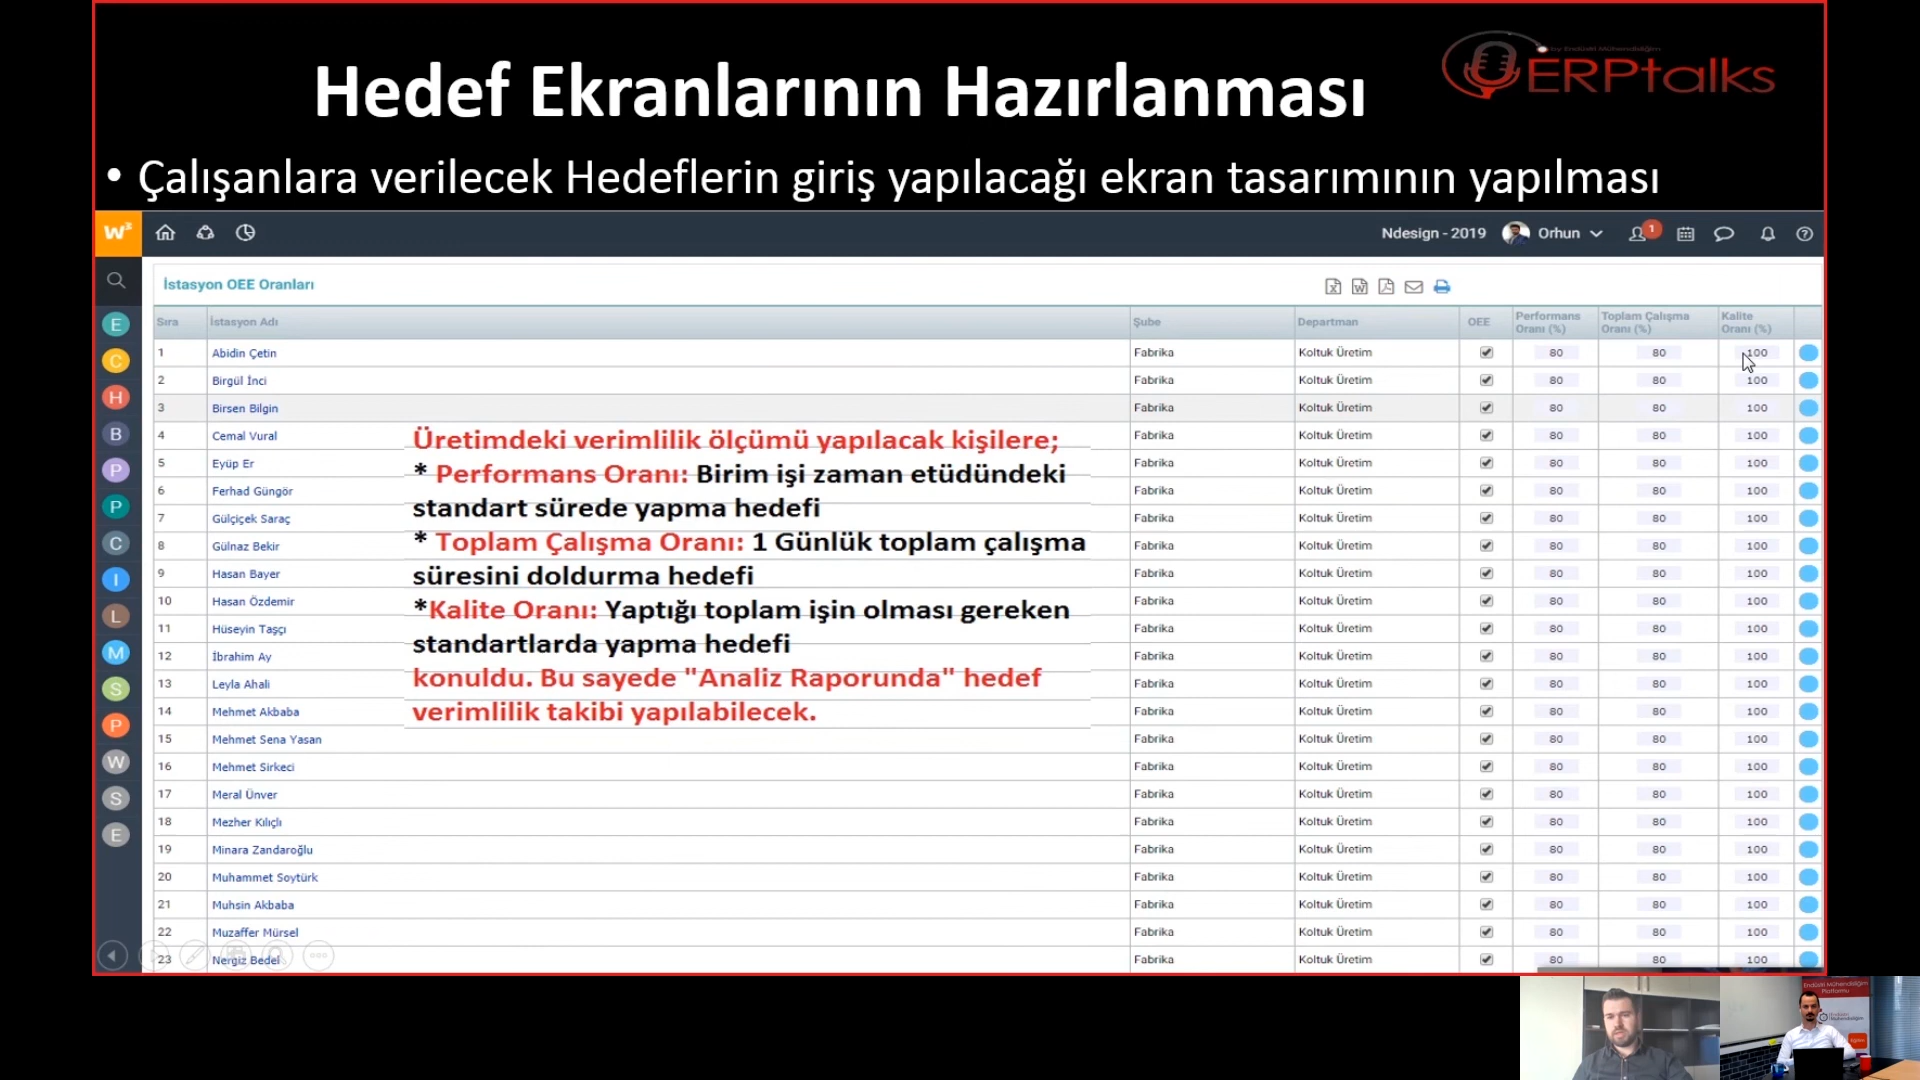 Hedef Ekranlarının Hazırlanması
by Endüstri Mühendisliğim
ERPtalks
• Çalışanlara verilecek Hedeflerin giriş yapılacağı ekran tasarımının yapılması
W³ Ndesign - 2019 Orhun 1
İstasyon OEE Oranları
Sıra İstasyon Adı Şube Departman OEE Performans Oranı (%) Toplam Çalışma Oranı (%) Kalite Oranı (%)
1 Abidin Çetin Fabrika Koltuk Üretim 80 80 100
2 Birgül İnci Fabrika Koltuk Üretim 80 80 100
3 Birsen Bilgin Fabrika Koltuk Üretim 80 80 100
4 Cemal Vural Fabrika Koltuk Üretim 80 80 100
5 Eyüp Er Fabrika Koltuk Üretim 80 80 100
6 Ferhad Güngör Fabrika Koltuk Üretim 80 80 100
7 Gülçiçek Saraç Fabrika Koltuk Üretim 80 80 100
8 Gülnaz Bekir Fabrika Koltuk Üretim 80 80 100
9 Hasan Bayer Fabrika Koltuk Üretim 80 80 100
10 Hasan Özdemir Fabrika Koltuk Üretim 80 80 100
11 Hüseyin Taşçı Fabrika Koltuk Üretim 80 80 100
12 İbrahim Ay Fabrika Koltuk Üretim 80 80 100
13 Leyla Ahali Fabrika Koltuk Üretim 80 80 100
14 Mehmet Akbaba Fabrika Koltuk Üretim 80 80 100
15 Mehmet Sena Yasan Fabrika Koltuk Üretim 80 80 100
16 Mehmet Sirkeci Fabrika Koltuk Üretim 80 80 100
17 Meral Ünver Fabrika Koltuk Üretim 80 80 100
18 Mezher Kılıçlı Fabrika Koltuk Üretim 80 80 100
19 Minara Zandaroğlu Fabrika Koltuk Üretim 80 80 100
20 Muhammet Soytürk Fabrika Koltuk Üretim 80 80 100
21 Muhsin Akbaba Fabrika Koltuk Üretim 80 80 100
22 Muzaffer Mürsel Fabrika Koltuk Üretim 80 80 100
23 Nergiz Bedel Fabrika Koltuk Üretim 80 80 100
Üretimdeki verimlilik ölçümü yapılacak kişilere;
* Performans Oranı: Birim işi zaman etüdündeki
standart sürede yapma hedefi
* Toplam Çalışma Oranı: 1 Günlük toplam çalışma
süresini doldurma hedefi
*Kalite Oranı: Yaptığı toplam işin olması gereken
standartlarda yapma hedefi
konuldu. Bu sayede "Analiz Raporunda" hedef
verimlilik takibi yapılabilecek.
E
C
H
B
P
P
C
I
L
M
S
P
W
S
E
Endüstri Mühendisliğim
Platformu